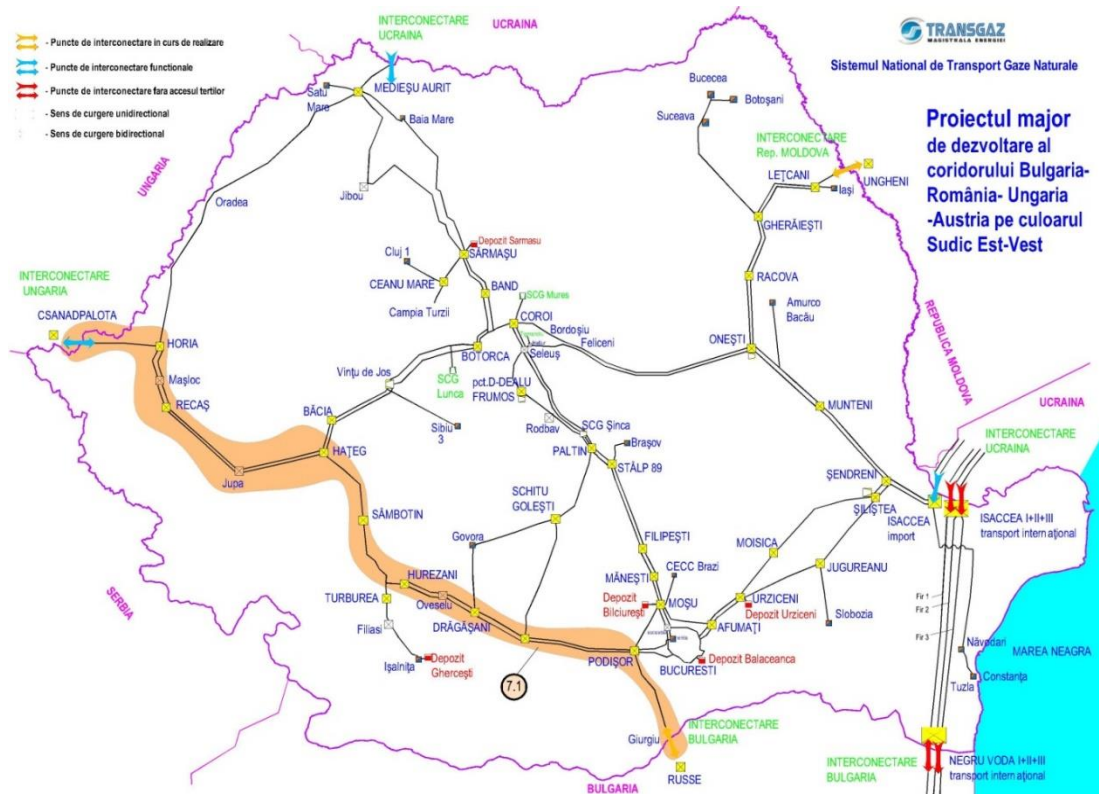 - Puncte de interconectare in curs de realizare
- Puncte de interconectare functionale
- Puncte de interconectare fara accesul tertilor
- Sens de curgere unidirectional
- Sens de curgere bidirectional
TRANSGAZ
MAGISTRALA ENERGIEI
Sistemul National de Transport Gaze Naturale
Proiectul major
de dezvoltare al
coridorului Bulgaria-
România- Ungaria
-Austria pe culoarul
Sudic Est-Vest
INTERCONECTARE
UCRAINA
UCRAINA
MEDIEŞU AURIT
Satu
Mare
Baia Mare
Bucecea
Botoşani
Suceava
INTERCONECTARE
Rep. MOLDOVA
LEŢCANI
UNGHENI
Iaşi
UNGARIA
Oradea
Jibou
GHERĂIEŞTI
Depozit Sarmasu
SĂRMAŞU
Cluj 1
CEANU MARE
Campia Turzii
BAND
RACOVA
Amurco
Bacău
REPUBLICA MOLDOVA
INTERCONECTARE
UNGARIA
CSANADPALOTA
HORIA
SCG Mures
COROI
Bordoşiu
Feliceni
ONEŞTI
BOTORCA
Seleuş
Maşloc
RECAŞ
Vinţu de Jos
SCG
Lunca
pct.D-DEALU
FRUMOS
MUNTENI
UCRAINA
BĂCIA
Sibiu
3
Rodbav
SCG Şinca
INTERCONECTARE
UCRAINA
HAŢEG
Jupa
PALTIN
Braşov
STÂLP 89
ŞENDRENI
ŞILIŞTEA
ISACCEA
import
ISACCEA I+II+III
transport internaţional
SÂMBOTIN
SCHITU
GOLEŞTI
Govora
FILIPEŞTI
MOISICA
JUGUREANU
SERBIA
HUREZANI
Oveselu
TURBUREA
MĂNEŞTI
CECC Brazi
Depozit
Bilciureşti
MOŞU
URZICENI
Depozit Urziceni
Slobozia
Fir 1
Fir 2
Fir 3
Filiasi
DRĂGĂŞANI
AFUMAŢI
Işalniţa
Depozit
Gherceşti
PODIŞOR
BUCURESTI
Depozit Balaceanca
Năvodari
MAREA NEAGRA
Constanţa
Tuzla
7.1
Giurgiu
INTERCONECTARE
BULGARIA
RUSSE
BULGARIA
INTERCONECTARE
BULGARIA
NEGRU VODA I+II+III
transport internaţional